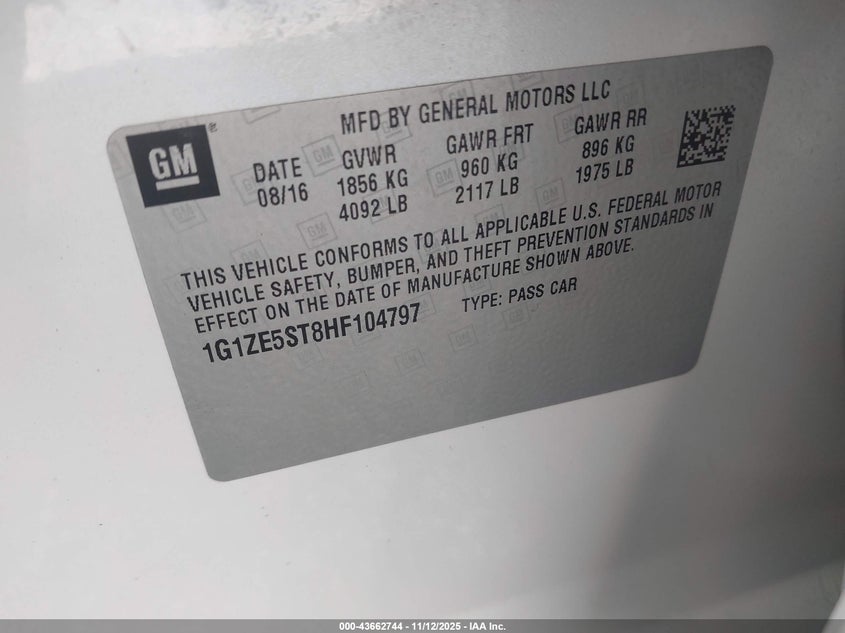 GM
MFD BY GENERAL MOTORS LLC
DATE GVWR GAWR FRT GAWR RR
08/16 1856 KG 960 KG 896 KG
4092 LB 2117 LB 1975 LB
THIS VEHICLE CONFORMS TO ALL APPLICABLE U.S. FEDERAL MOTOR
VEHICLE SAFETY, BUMPER, AND THEFT PREVENTION STANDARDS IN
EFFECT ON THE DATE OF MANUFACTURE SHOWN ABOVE.
1G1ZE5ST8HF104797 TYPE: PASS CAR
000-43662744 - 11/12/2025 - IAA Inc.